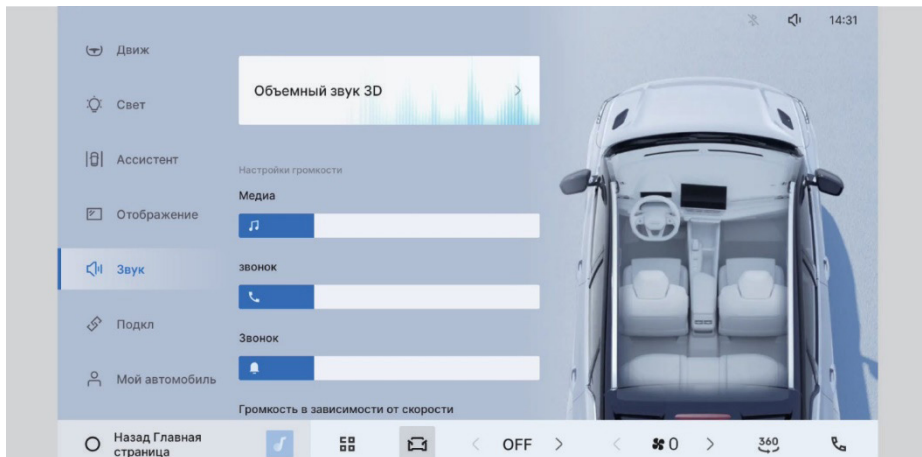 14:31
Движ
Свет
Ассистент
Отображение
Звук
Подкл
Мой автомобиль
Объемный звук 3D
Настройки громкости
Медиа
звонок
Звонок
Громкость в зависимости от скорости
Назад Главная
страница
OFF
0
360